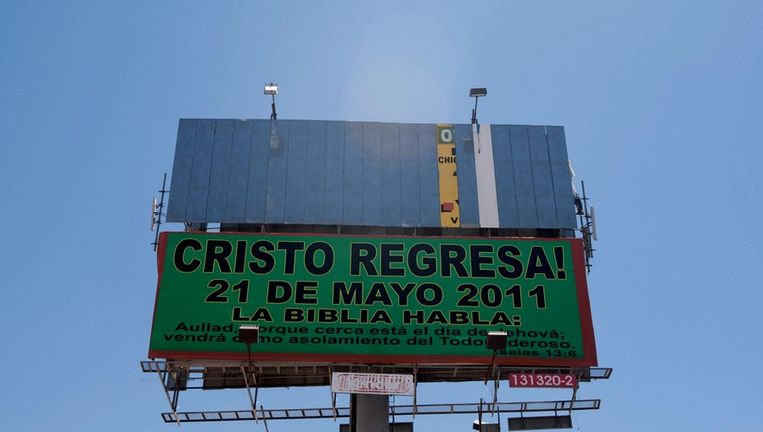 O
CHIC
CRISTO REGRESA!
21 DE MAYO 2011
LA BIBLIA HABLA:
Aullad, porque cerca está el día de Jehová;
vendrá como asolamiento del Todopoderoso.
Isaías 13:6
131320-2